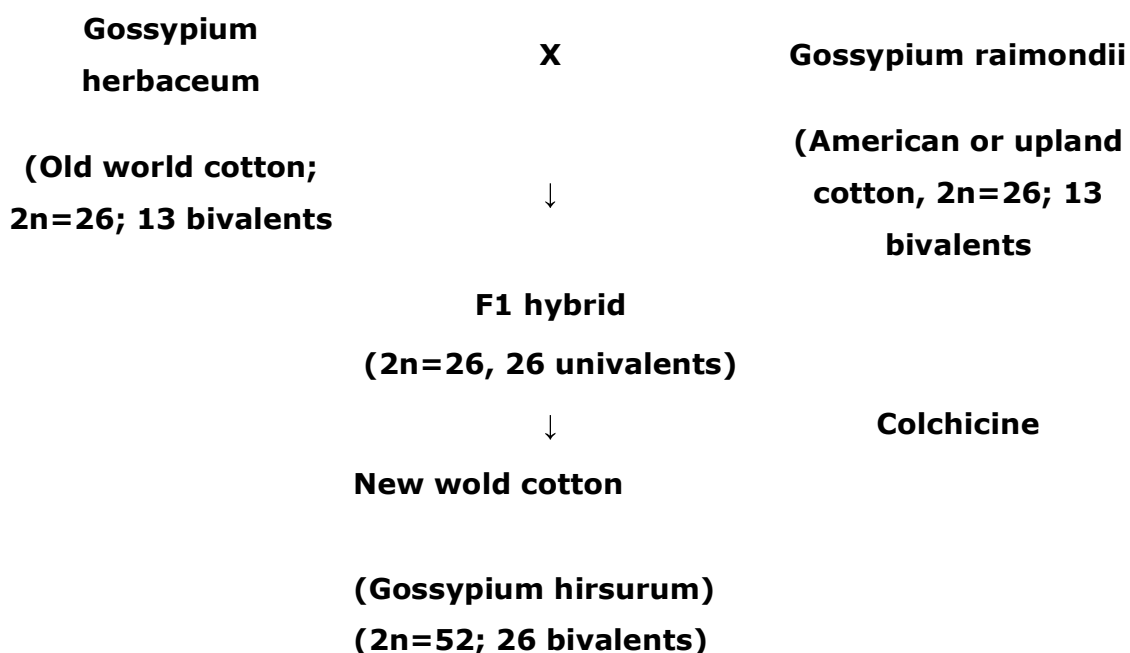 Gossypium
herbaceum
X
Gossypium raimondii
(Old world cotton;
2n=26; 13 bivalents
↓
(American or upland
cotton, 2n=26; 13
bivalents
F1 hybrid
(2n=26, 26 univalents)
↓
Colchicine
New wold cotton
(Gossypium hirsurum)
(2n=52; 26 bivalents)